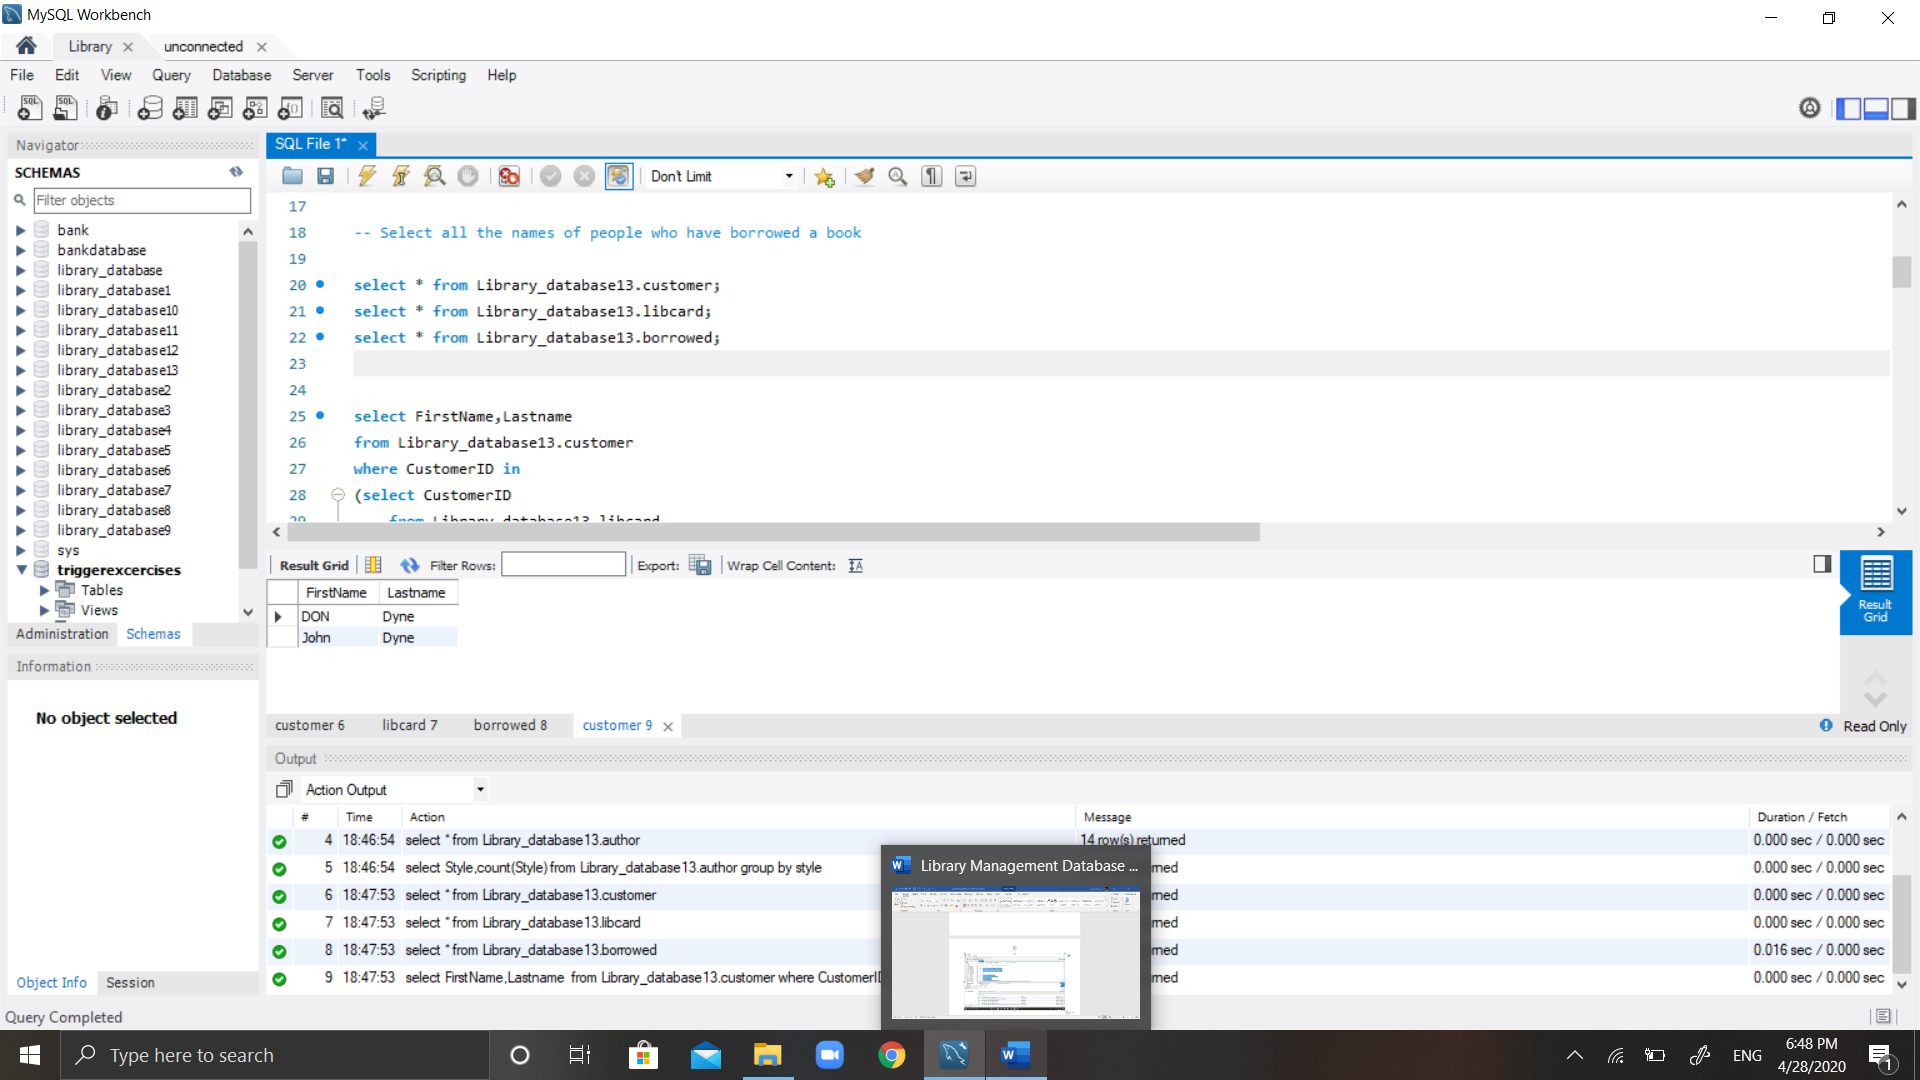 MySQL Workbench
Library
unconnected
File Edit View Query Database Server Tools Scripting Help
Navigator
SCHEMAS
Filter objects
bank
bankdatabase
library_database
library_database1
library_database10
library_database11
library_database12
library_database13
library_database2
library_database3
library_database4
library_database5
library_database6
library_database7
library_database8
library_database9
sys
triggerexcercises
Tables
Views
Administration Schemas
Information
No object selected
Object Info Session
SQL File 1*
Don't Limit
17
18 -- Select all the names of people who have borrowed a book
19
20 select * from Library_database13.customer;
21 select * from Library_database13.libcard;
22 select * from Library_database13.borrowed;
23
24
25 select FirstName,Lastname
26 from Library_database13.customer
27 where CustomerID in
28 (select CustomerID
29 from Library_database13.libcard
Result Grid Filter Rows: Export: Wrap Cell Content:
FirstName Lastname
DON Dyne
John Dyne
Result
Grid
customer 6 libcard 7 borrowed 8 customer 9 Read Only
Output
Action Output
# Time Action Message Duration / Fetch
4 18:46:54 select * from Library_database13.author 14 row(s) returned 0.000 sec / 0.000 sec
5 18:46:54 select Style,count(Style) from Library_database13.author group by style 0.000 sec / 0.000 sec
6 18:47:53 select * from Library_database13.customer 0.000 sec / 0.000 sec
7 18:47:53 select * from Library_database13.libcard 0.000 sec / 0.000 sec
8 18:47:53 select * from Library_database13.borrowed 0.016 sec / 0.000 sec
9 18:47:53 select FirstName,Lastname from Library_database13.customer where CustomerID 0.000 sec / 0.000 sec
Library Management Database ...
Query Completed
Type here to search
ENG
6:48 PM
4/28/2020
1